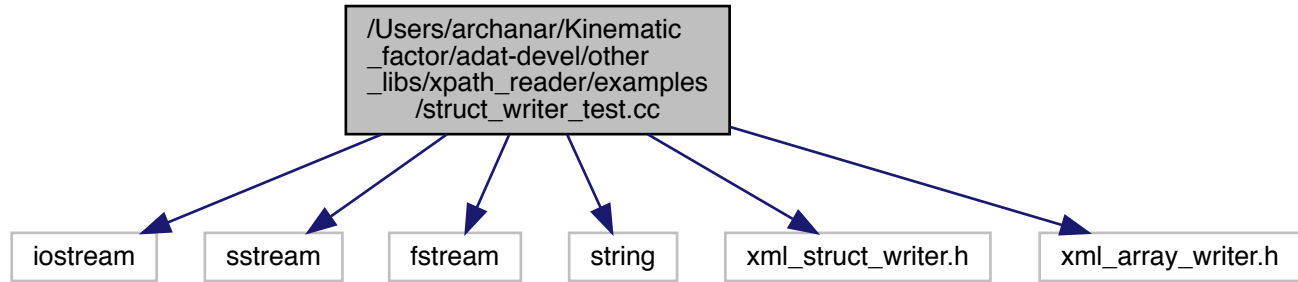 /Users/archanar/Kinematic
_factor/adat-devel/other
_libs/xpath_reader/examples
/struct_writer_test.cc
iostream
sstream
fstream
string
xml_struct_writer.h
xml_array_writer.h